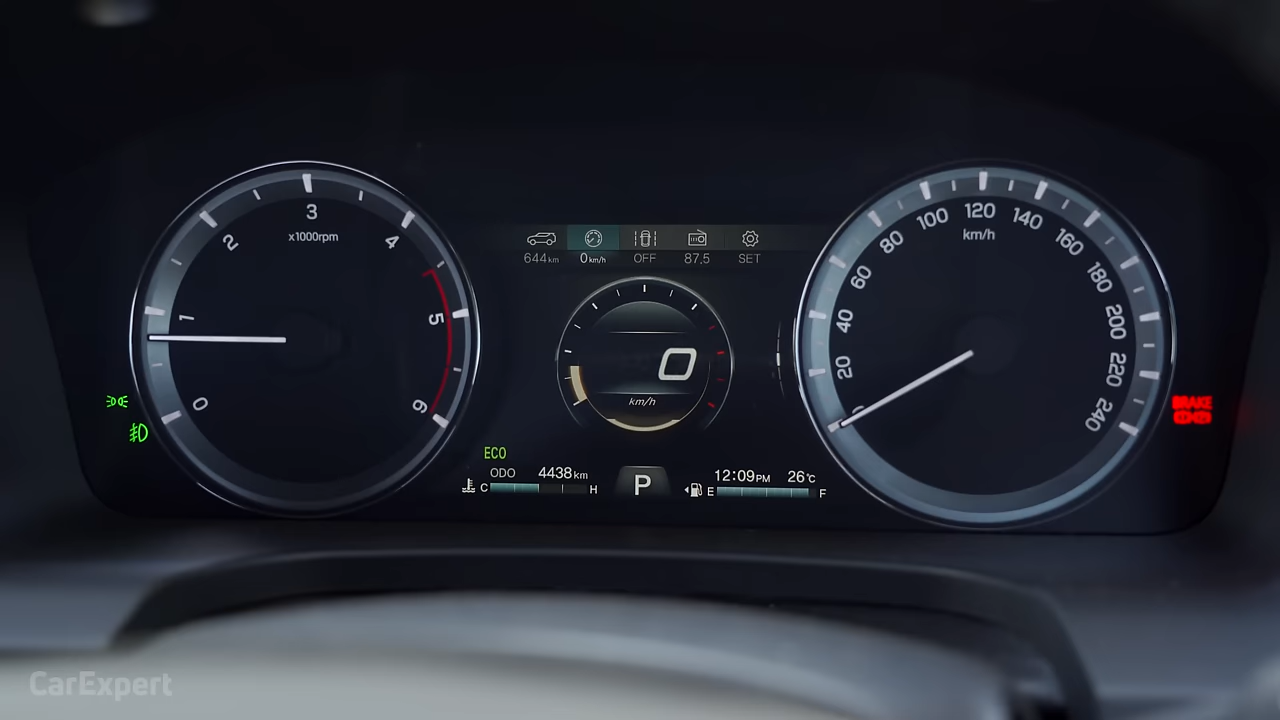 0 1 2 3 4 5 6
x1000rpm
644km 0km/h OFF 87.5 SET
0
km/h
ECO
ODO 4438km
C H
P
12:09PM 26°C
E F
0 20 40 60 80 100 120 140 160 180 200 220 240
km/h
BRAKE
CarExpert